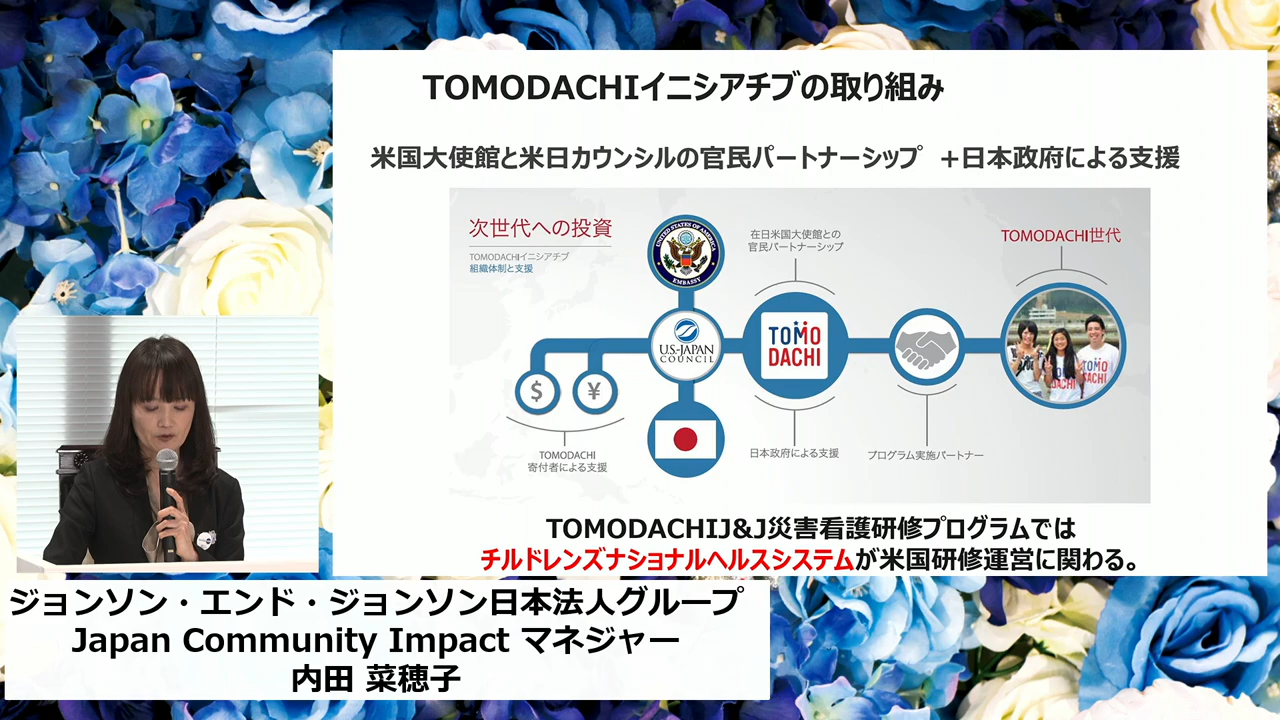 TOMODACHIイニシアチブの取り組み
米国大使館と米日カウンシルの官民パートナーシップ ＋日本政府による支援
次世代への投資
TOMODACHIイニシアチブ
組織体制と支援
UNITED STATES OF AMERICA
EMBASSY
在日米国大使館との
官民パートナーシップ
TOMODACHI世代
U.S.-JAPAN
COUNCIL
TOMO
DACHI
$
¥
TOMODACHI
寄付者による支援
日本政府による支援
プログラム実施パートナー
TOMODACHIJ&J災害看護研修プログラムでは
チルドレンズナショナルヘルスシステムが米国研修運営に関わる。
ジョンソン・エンド・ジョンソン日本法人グループ
Japan Community Impact マネジャー
内田 菜穂子